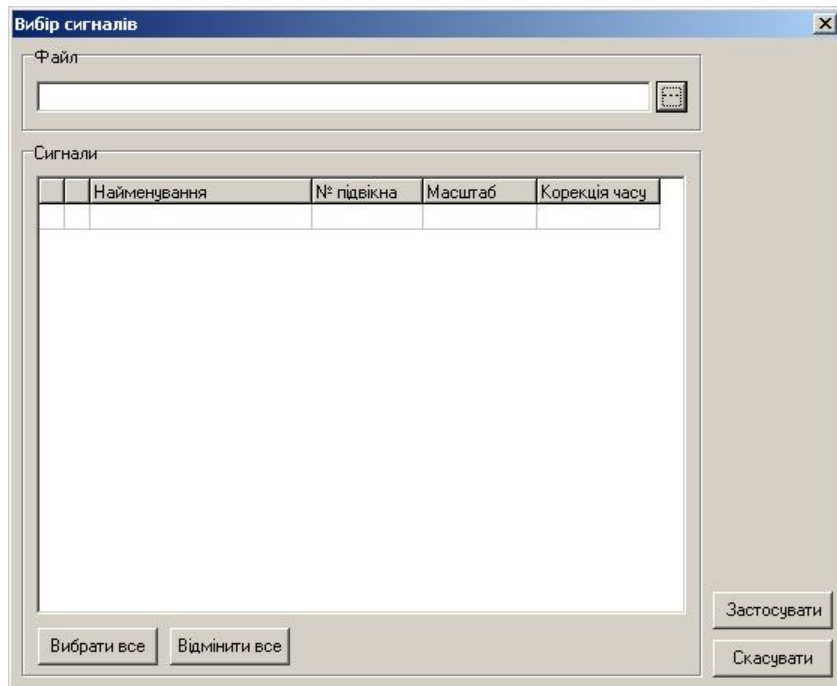 Вибір сигналів
Файл
...
Сигнали
Найменування № підвікна Масштаб Корекція часу
Застосувати
Вибрати все Відмінити все
Скасувати